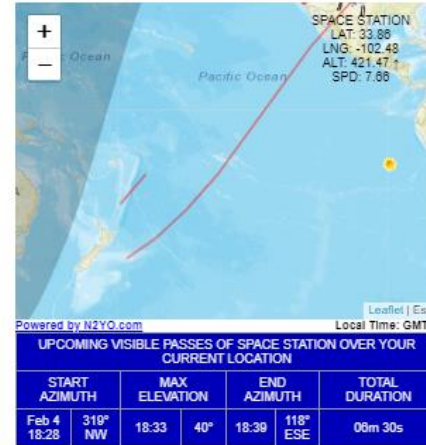 +
−
SPACE STATION
LAT: 33.86
LNG: -102.48
ALT: 421.47 ↑
SPD: 7.66
Ocean
Pacific Ocean
Leaflet | Es
Powered by N2YO.com
Local Time: GMT
UPCOMING VISIBLE PASSES OF SPACE STATION OVER YOUR
CURRENT LOCATION
START
AZIMUTH
MAX
ELEVATION
END
AZIMUTH
TOTAL
DURATION
Feb 4
18:28
319°
NW
18:33
40°
18:39
118°
ESE
06m 30s